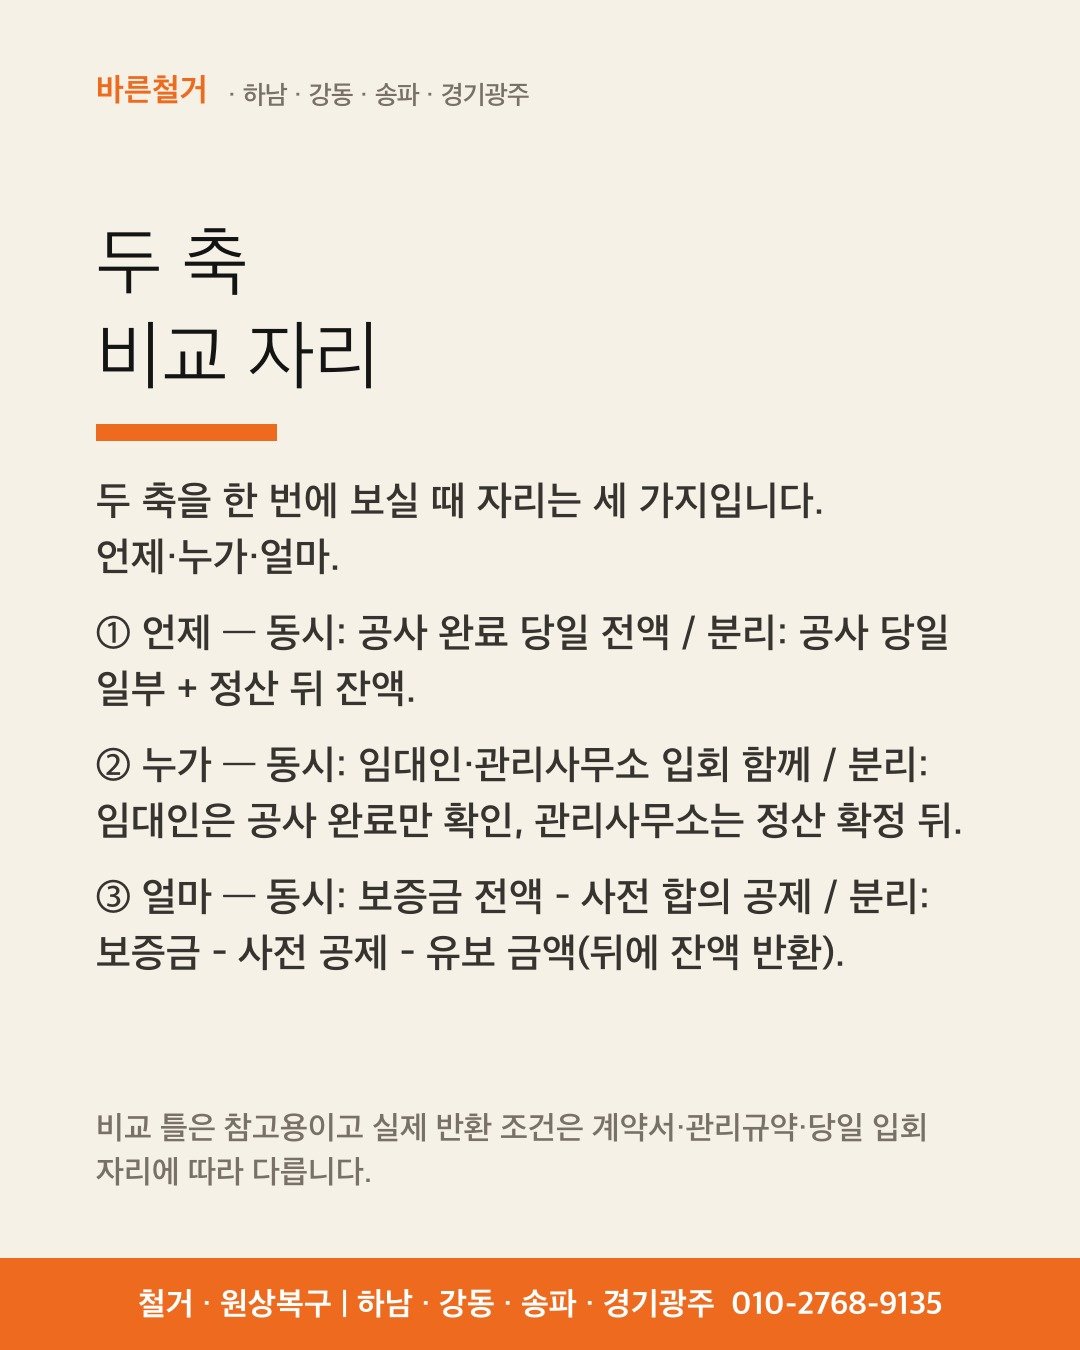 바른철거 · 하남 · 강동 · 송파 · 경기광주
두 축
비교 자리
두 축을 한 번에 보실 때 자리는 세 가지입니다.
언제·누가·얼마.
① 언제 — 동시: 공사 완료 당일 전액 / 분리: 공사 당일
일부 + 정산 뒤 잔액.
② 누가 — 동시: 임대인·관리사무소 입회 함께 / 분리:
임대인은 공사 완료만 확인, 관리사무소는 정산 확정 뒤.
③ 얼마 — 동시: 보증금 전액 - 사전 합의 공제 / 분리:
보증금 - 사전 공제 - 유보 금액(뒤에 잔액 반환).
비교 틀은 참고용이고 실제 반환 조건은 계약서·관리규약·당일 입회
자리에 따라 다릅니다.
철거 · 원상복구 | 하남 · 강동 · 송파 · 경기광주 010-2768-9135